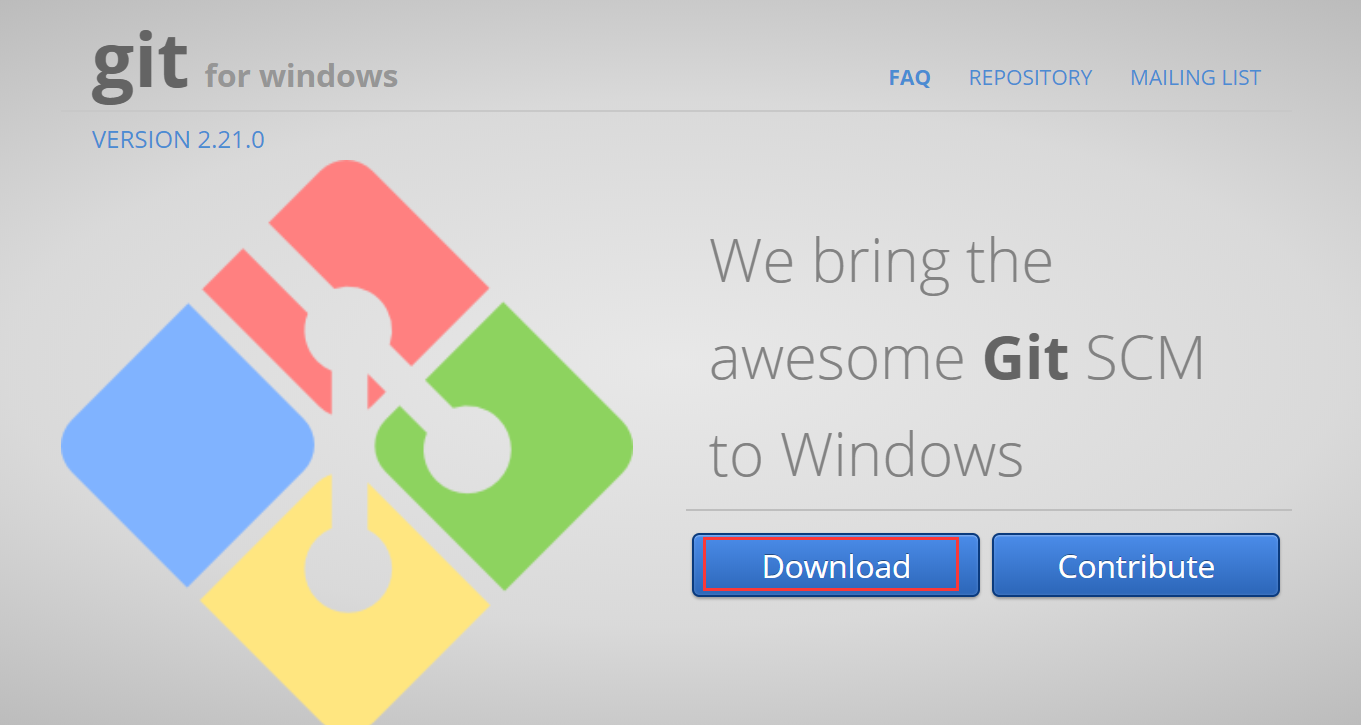 git for windows
FAQ REPOSITORY MAILING LIST
VERSION 2.21.0
We bring the
awesome Git SCM
to Windows
Download Contribute